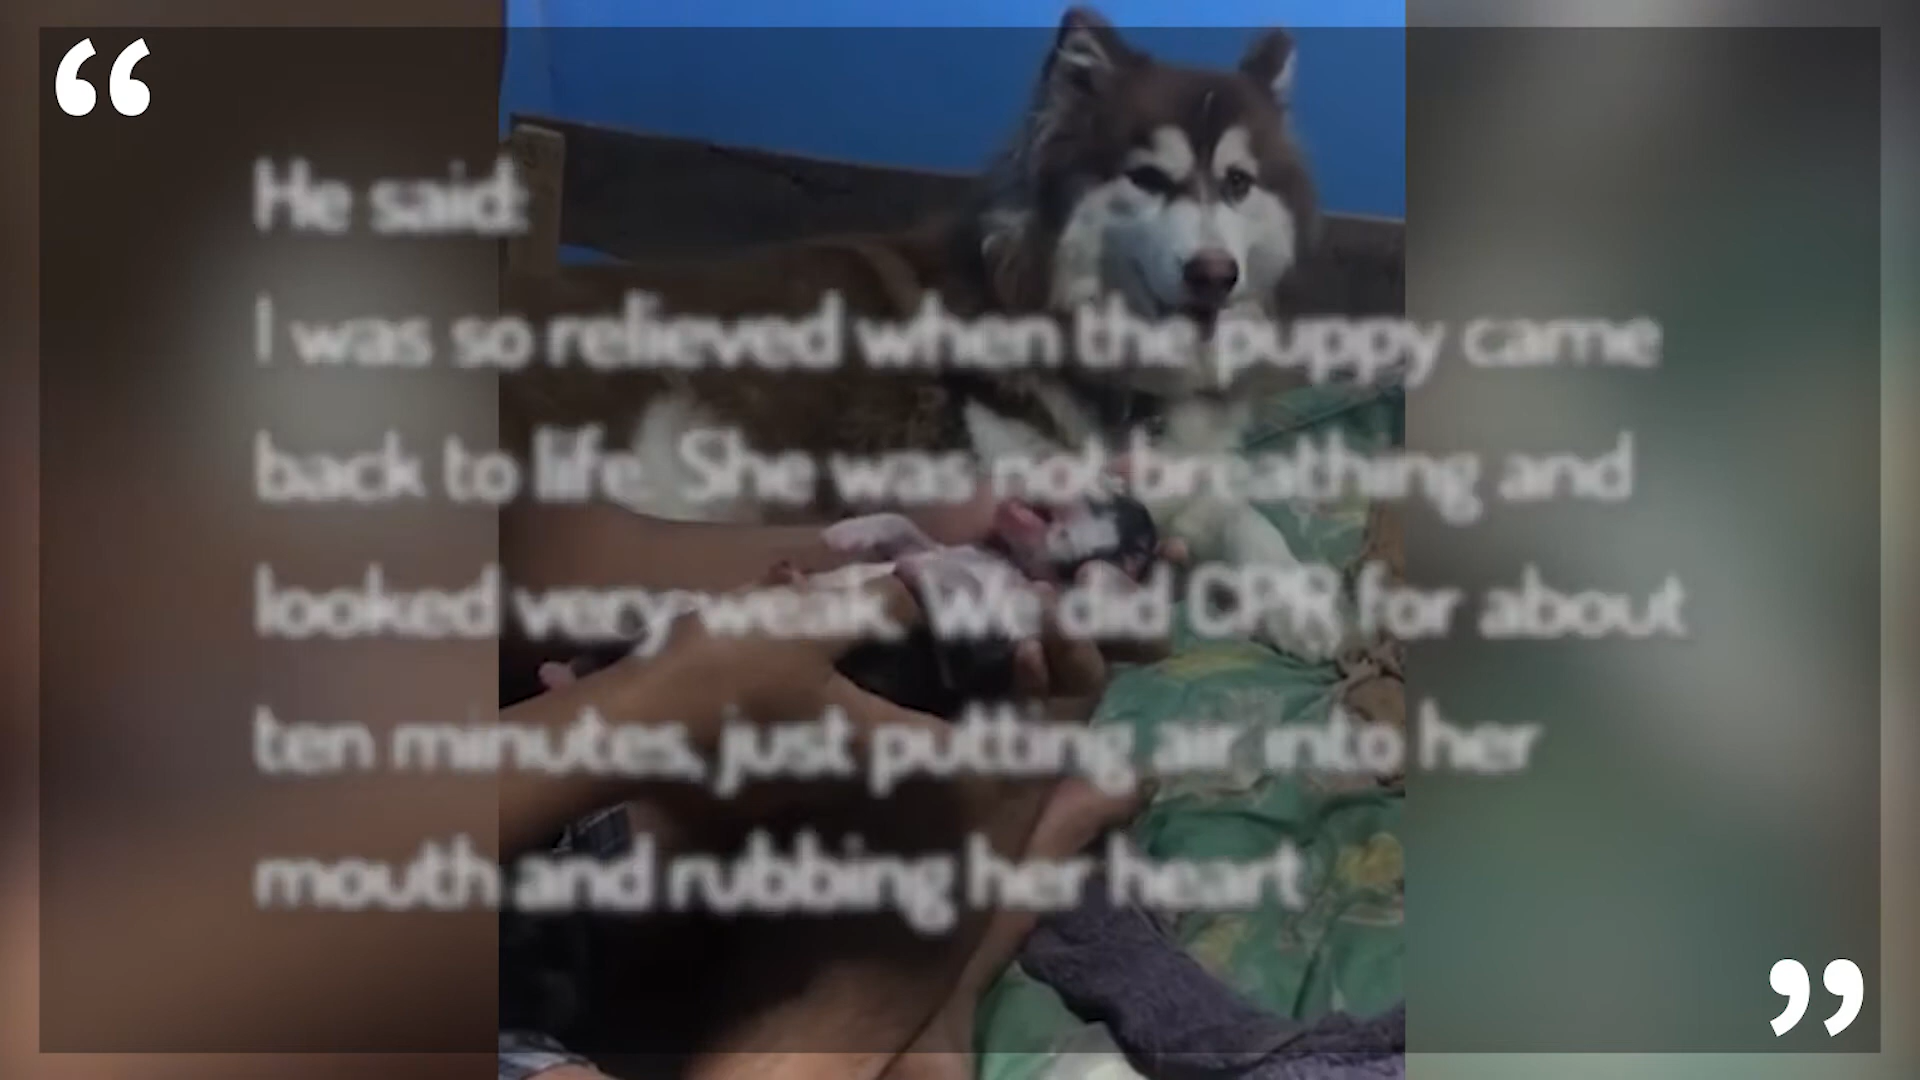 “
He said:
I was so relieved when the puppy came
back to life. She was not breathing and
looked very weak. We did CPR for about
ten minutes, just putting air into her
mouth and rubbing her heart
”